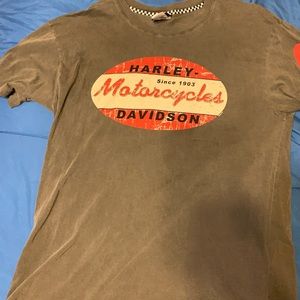 HARLEY-
Since 1903
Motorcycles
DAVIDSON